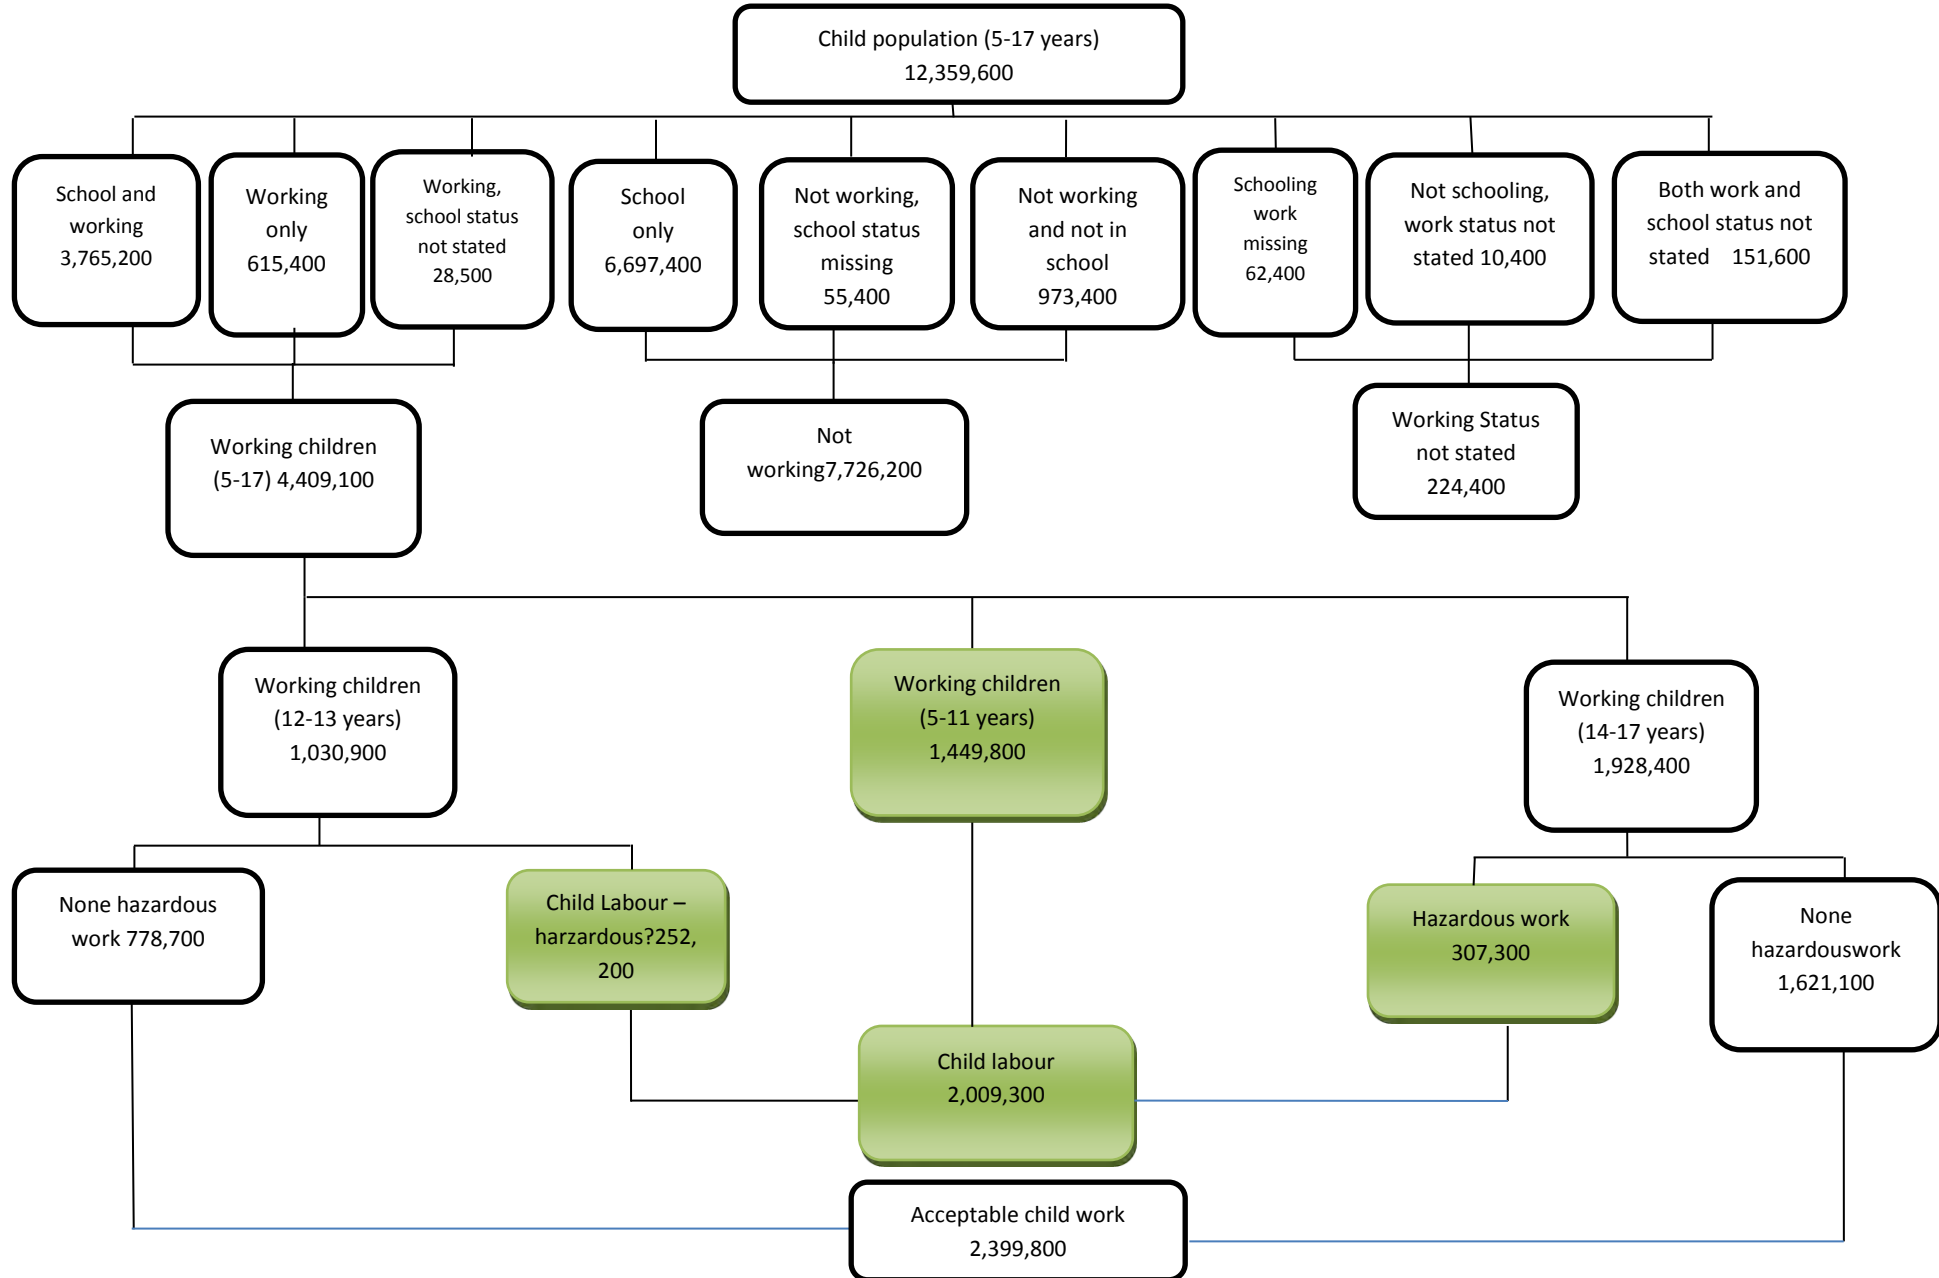 Child population (5-17 years)
12,359,600
School and
working
3,765,200
Working
only
615,400
Working,
school status
not stated
28,500
School
only
6,697,400
Not working,
school status
missing
55,400
Not working
and not in
school
973,400
Schooling
work
missing
62,400
Not schooling,
work status not
stated 10,400
Both work and
school status not
stated 151,600
Working children
(5-17) 4,409,100
Not
working7,726,200
Working Status
not stated
224,400
Working children
(12-13 years)
1,030,900
Working children
(5-11 years)
1,449,800
Working children
(14-17 years)
1,928,400
None hazardous
work 778,700
Child Labour –
harzardous?252,
200
Hazardous work
307,300
None
hazardouswork
1,621,100
Child labour
2,009,300
Acceptable child work
2,399,800